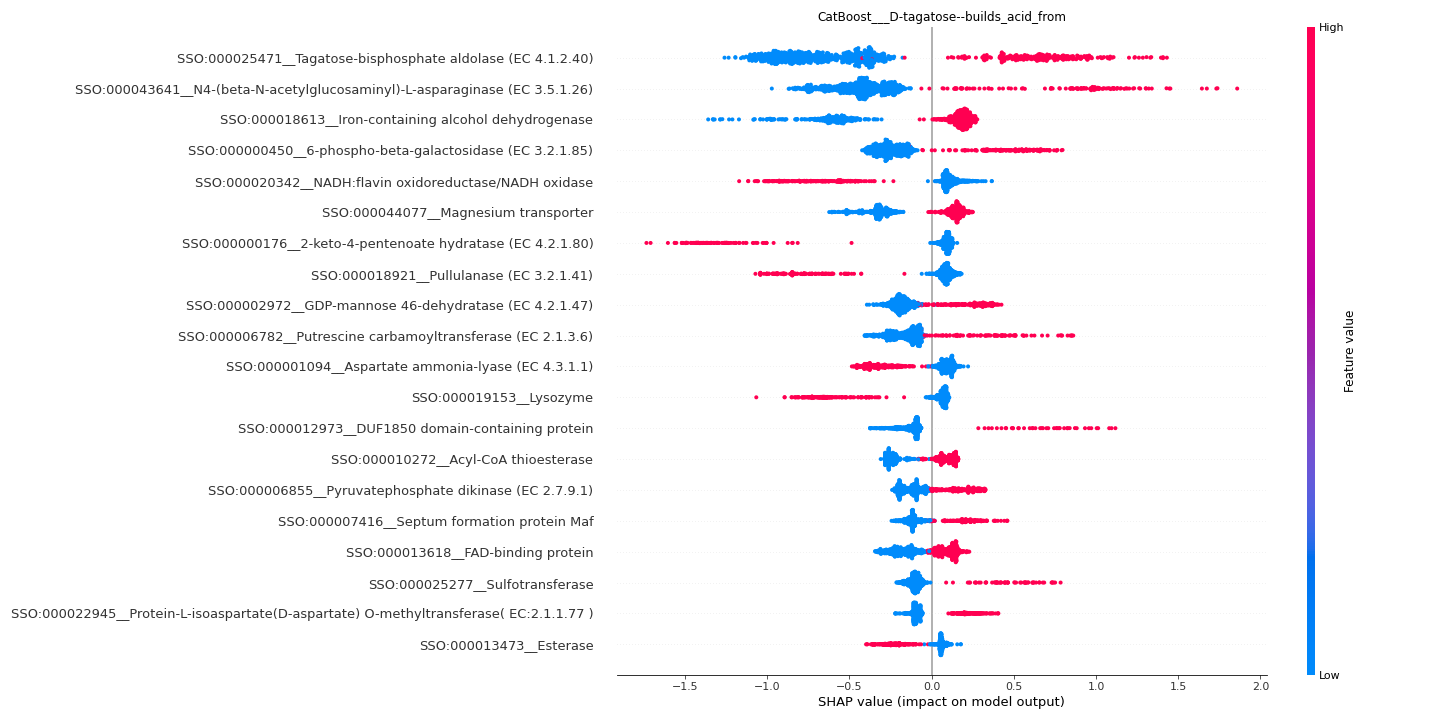 CatBoost___D-tagatose--builds_acid_from
High
SSO:000025471__Tagatose-bisphosphate aldolase (EC 4.1.2.40)
SSO:000043641__N4-(beta-N-acetylglucosaminyl)-L-asparaginase (EC 3.5.1.26)
SSO:000018613__Iron-containing alcohol dehydrogenase
SSO:000000450__6-phospho-beta-galactosidase (EC 3.2.1.85)
SSO:000020342__NADH:flavin oxidoreductase/NADH oxidase
SSO:000044077__Magnesium transporter
SSO:000000176__2-keto-4-pentenoate hydratase (EC 4.2.1.80)
SSO:000018921__Pullulanase (EC 3.2.1.41)
SSO:000002972__GDP-mannose 46-dehydratase (EC 4.2.1.47)
SSO:000006782__Putrescine carbamoyltransferase (EC 2.1.3.6)
SSO:000001094__Aspartate ammonia-lyase (EC 4.3.1.1)
SSO:000019153__Lysozyme
SSO:000012973__DUF1850 domain-containing protein
SSO:000010272__Acyl-CoA thioesterase
SSO:000006855__Pyruvatephosphate dikinase (EC 2.7.9.1)
SSO:000007416__Septum formation protein Maf
SSO:000013618__FAD-binding protein
SSO:000025277__Sulfotransferase
SSO:000022945__Protein-L-isoaspartate(D-aspartate) O-methyltransferase( EC:2.1.1.77 )
SSO:000013473__Esterase
Feature value
Low
−1.5 −1.0 −0.5 0.0 0.5 1.0 1.5 2.0
SHAP value (impact on model output)